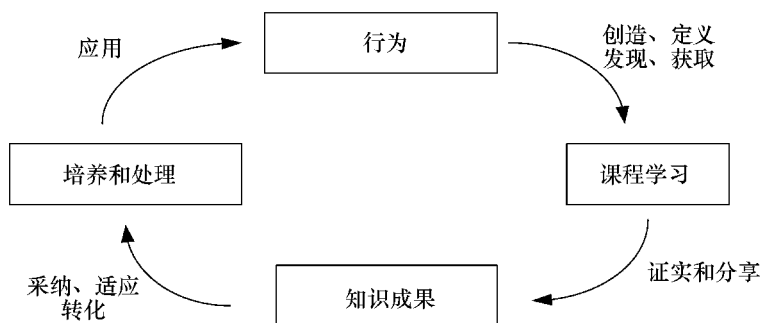 应用
行为
创造、定义
发现、获取
培养和处理
课程学习
采纳、适应
转化
知识成果
证实和分享